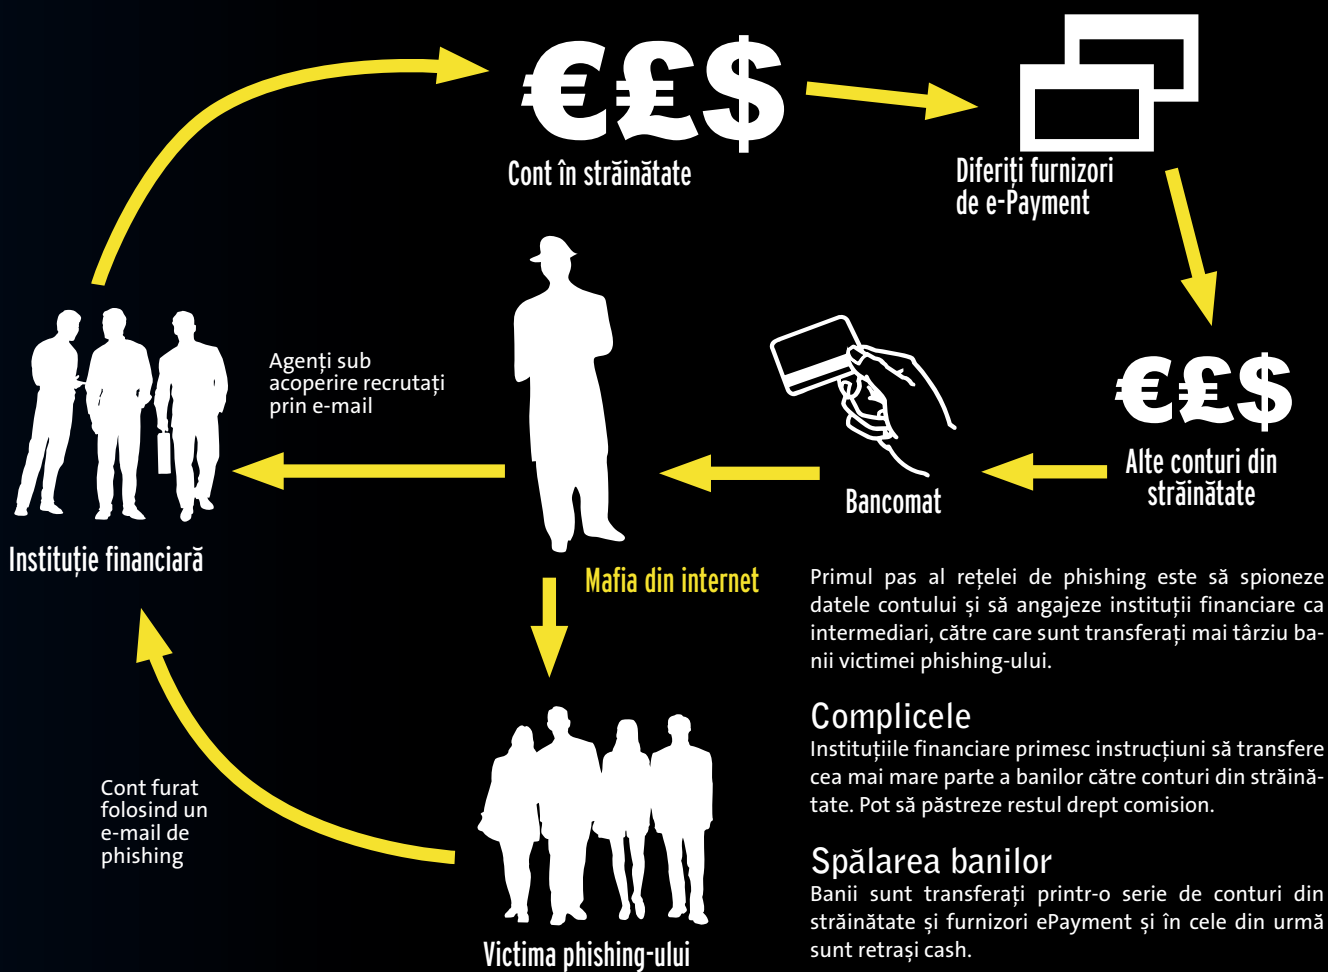 €£$
Cont în străinătate
Diferiți furnizori
de e-Payment
€£$
Alte conturi din
străinătate
Bancomat
Agenți sub
acoperire recrutați
prin e-mail
Instituție financiară
Mafia din internet
Cont furat
folosind un
e-mail de
phishing
Victima phishing-ului
Primul pas al rețelei de phishing este să spioneze
datele contului și să angajeze instituții financiare ca
intermediari, către care sunt transferați mai târziu ba-
nii victimei phishing-ului.
Complicele
Instituțiile financiare primesc instrucțiuni să transfere
cea mai mare parte a banilor către conturi din străină-
tate. Pot să păstreze restul drept comision.
Spălarea banilor
Banii sunt transferați printr-o serie de conturi din
străinătate și furnizori ePayment și în cele din urmă
sunt retrași cash.